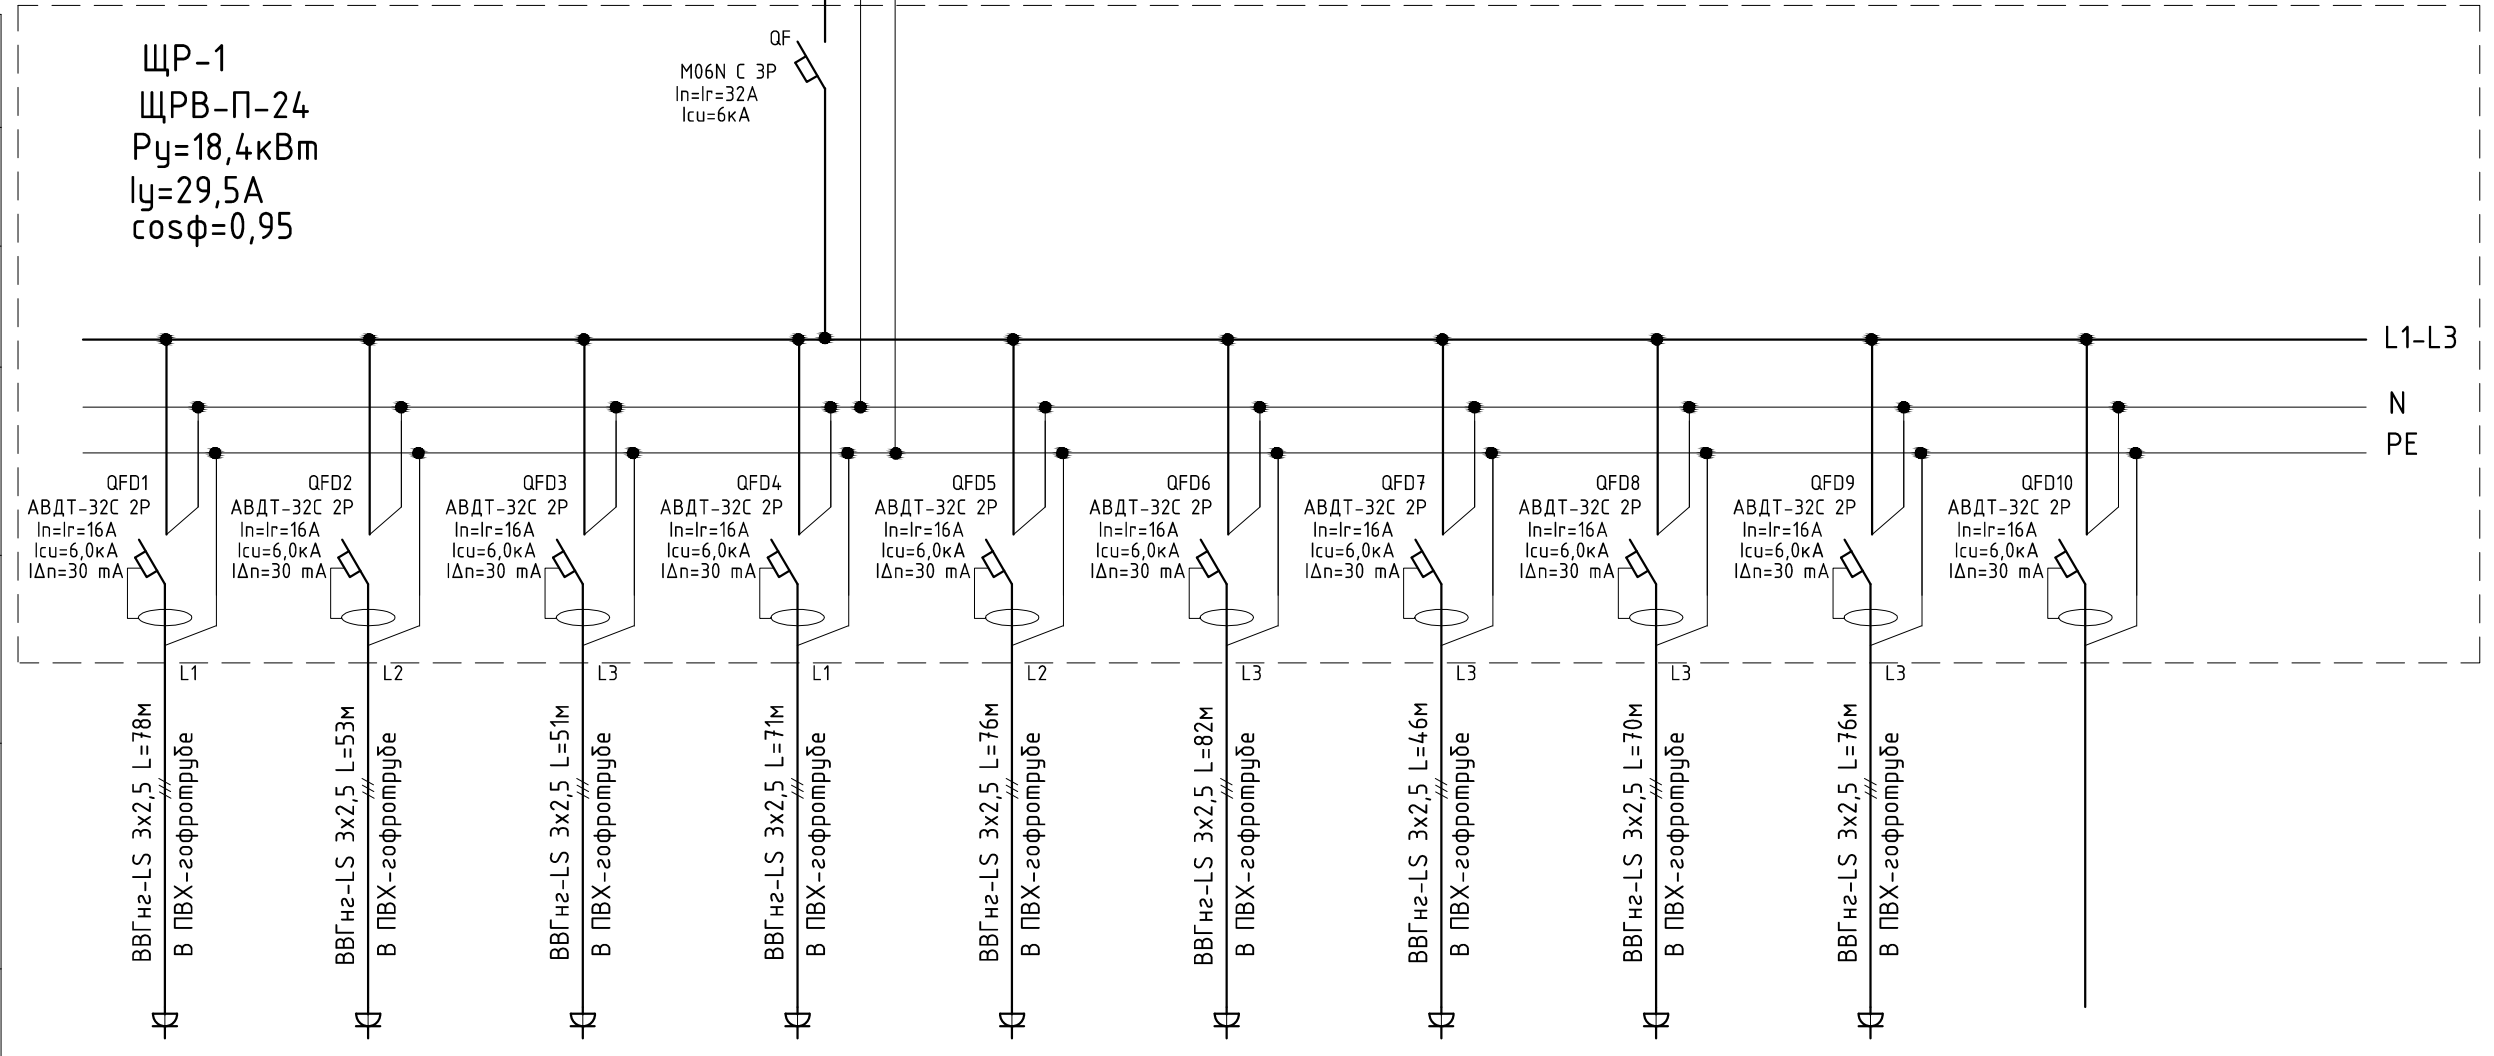 QF
M06N C 3P
In=Ir=32A
Icu=6кА
ЩР-1
ЩРВ-П-24
Ру=18,4кВт
Iу=29,5А
cosф=0,95
L1-L3
N
PE
QFD1
АВДТ-32С 2Р
In=Ir=16A
Icu=6,0кА
IΔn=30 mA
QFD2
АВДТ-32С 2Р
In=Ir=16A
Icu=6,0кА
IΔn=30 mA
QFD3
АВДТ-32С 2Р
In=Ir=16A
Icu=6,0кА
IΔn=30 mA
QFD4
АВДТ-32С 2Р
In=Ir=16A
Icu=6,0кА
IΔn=30 mA
QFD5
АВДТ-32С 2Р
In=Ir=16A
Icu=6,0кА
IΔn=30 mA
QFD6
АВДТ-32С 2Р
In=Ir=16A
Icu=6,0кА
IΔn=30 mA
QFD7
АВДТ-32С 2Р
In=Ir=16A
Icu=6,0кА
IΔn=30 mA
QFD8
АВДТ-32С 2Р
In=Ir=16A
Icu=6,0кА
IΔn=30 mA
QFD9
АВДТ-32С 2Р
In=Ir=16A
Icu=6,0кА
IΔn=30 mA
QFD10
АВДТ-32С 2Р
In=Ir=16A
Icu=6,0кА
IΔn=30 mA
L1
L2
L3
L1
L2
L3
L3
L3
L3
ВВГнг-LS 3х2,5 L=78м
В ПВХ-гофротрубе
ВВГнг-LS 3х2,5 L=53м
В ПВХ-гофротрубе
ВВГнг-LS 3х2,5 L=51м
В ПВХ-гофротрубе
ВВГнг-LS 3х2,5 L=71м
В ПВХ-гофротрубе
ВВГнг-LS 3х2,5 L=76м
В ПВХ-гофротрубе
ВВГнг-LS 3х2,5 L=82м
В ПВХ-гофротрубе
ВВГнг-LS 3х2,5 L=46м
В ПВХ-гофротрубе
ВВГнг-LS 3х2,5 L=70м
В ПВХ-гофротрубе
ВВГнг-LS 3х2,5 L=76м
В ПВХ-гофротрубе